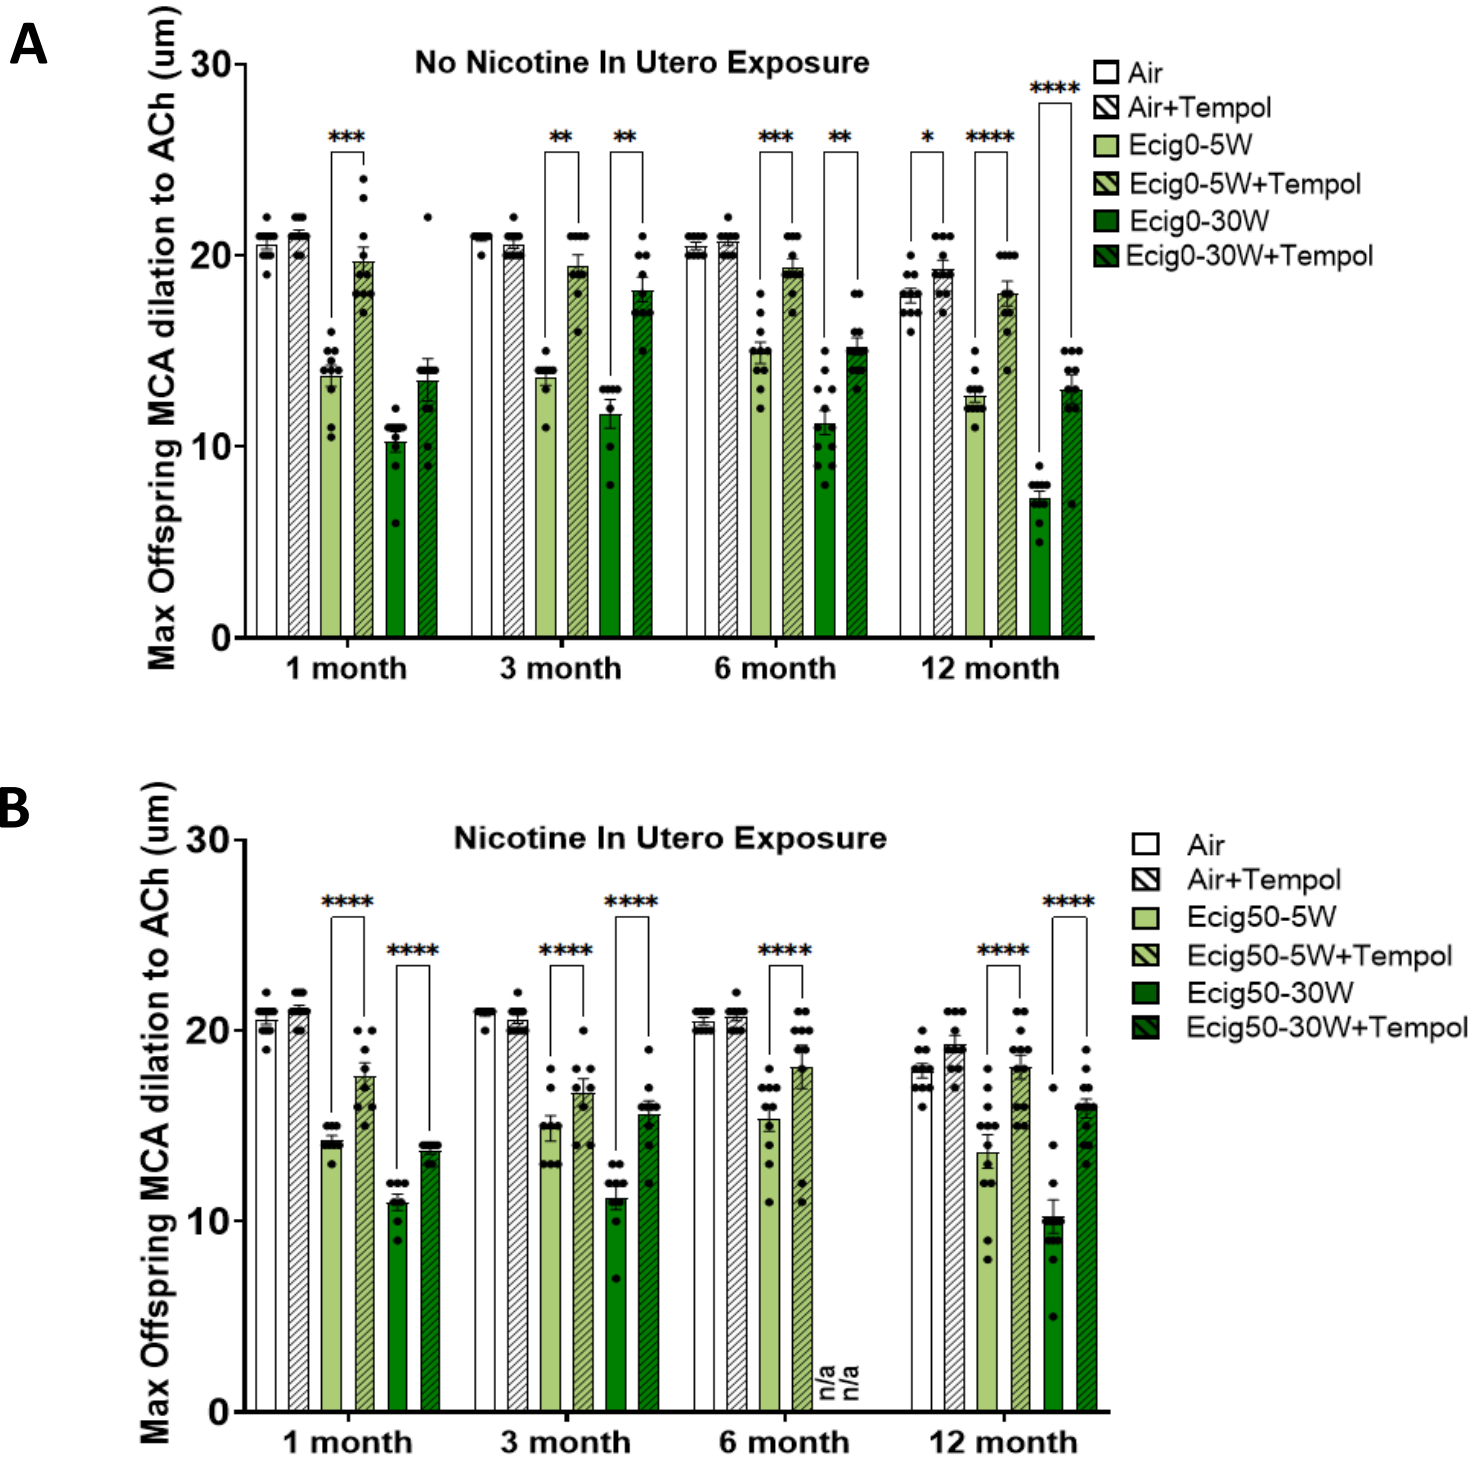 A
Max Offspring MCA dilation to ACh (um)
No Nicotine In Utero Exposure
30
20
10
0
*** ** ** *** ** * **** ****
1 month 3 month 6 month 12 month
Air
Air+Tempol
Ecig0-5W
Ecig0-5W+Tempol
Ecig0-30W
Ecig0-30W+Tempol
B
Max Offspring MCA dilation to ACh (um)
Nicotine In Utero Exposure
30
20
10
0
**** **** **** **** **** **** ****
n/a
n/a
1 month 3 month 6 month 12 month
Air
Air+Tempol
Ecig50-5W
Ecig50-5W+Tempol
Ecig50-30W
Ecig50-30W+Tempol